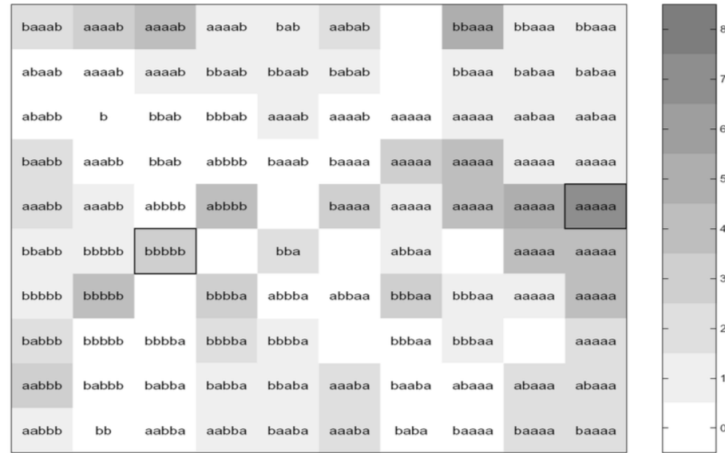 baaab aaaab aaaab aaaab bab aabab bbaaa bbaaa bbaaa
abaab aaaab aaaab bbaab bbaab babab bbaaa babaa babaa
ababb b bbab bbbab aaaab aaaab aaaaa aaaaa aabaa aabaa
baabb aaabb bbab abbbb baaab baaaa aaaaa aaaaa aaaaa aaaaa
aaabb aaabb abbbb abbbb baaaa aaaaa aaaaa aaaaa aaaaa
bbabb bbbbb bbbbb bba abbaa aaaaa aaaaa
bbbbb bbbbb bbbba abbba abbaa bbbaa bbbaa aaaaa aaaaa
babbb bbbbb bbbba bbbba bbbba bbbaa bbbaa aaaaa
aabbb babbb babba babba bbaba aaaba baaba abaaa abaaa abaaa
aabbb bb aabba aabba baaba aaaba baba baaaa baaaa baaaa
8
7
6
5
4
3
2
1
0